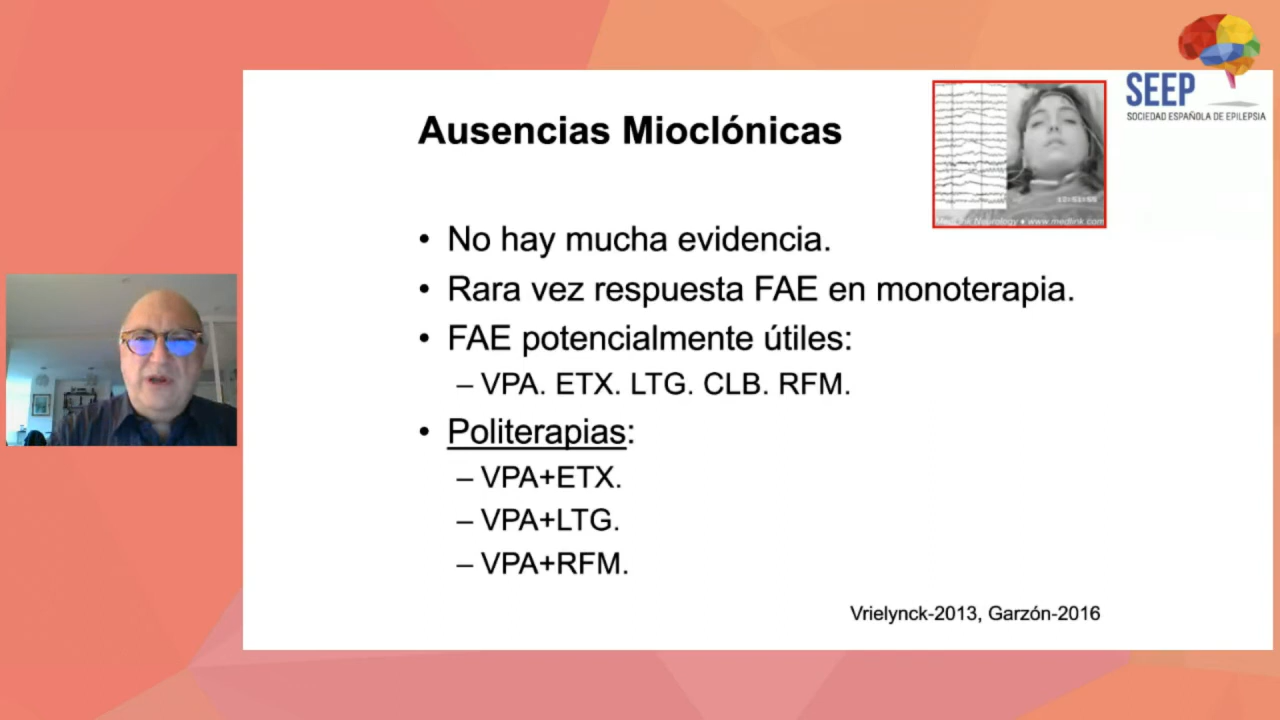 SEEP
SOCIEDAD ESPAÑOLA DE EPILEPSIA
Ausencias Mioclónicas
MedLink Neurology • www.medlink.com
• No hay mucha evidencia.
• Rara vez respuesta FAE en monoterapia.
• FAE potencialmente útiles:
– VPA. ETX. LTG. CLB. RFM.
• Politerapias:
– VPA+ETX.
– VPA+LTG.
– VPA+RFM.
Vrielynck-2013, Garzón-2016